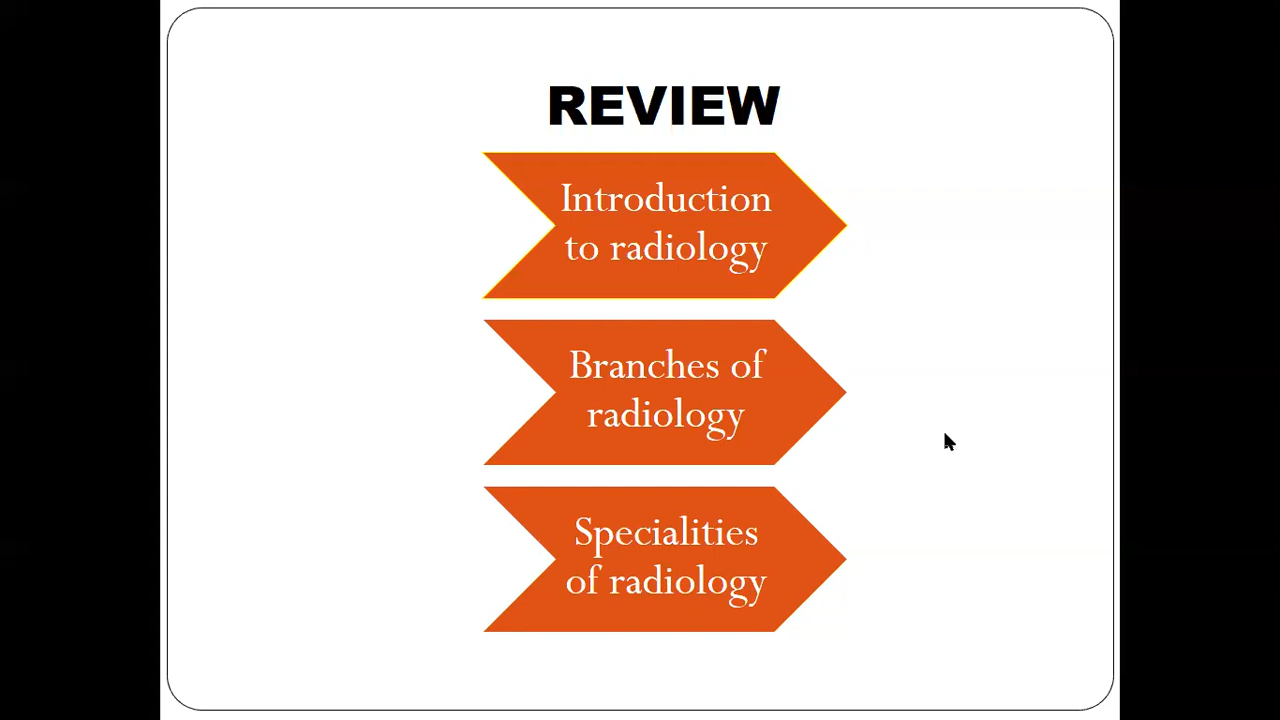 REVIEW
Introduction
to radiology
Branches of
radiology
Specialities
of radiology